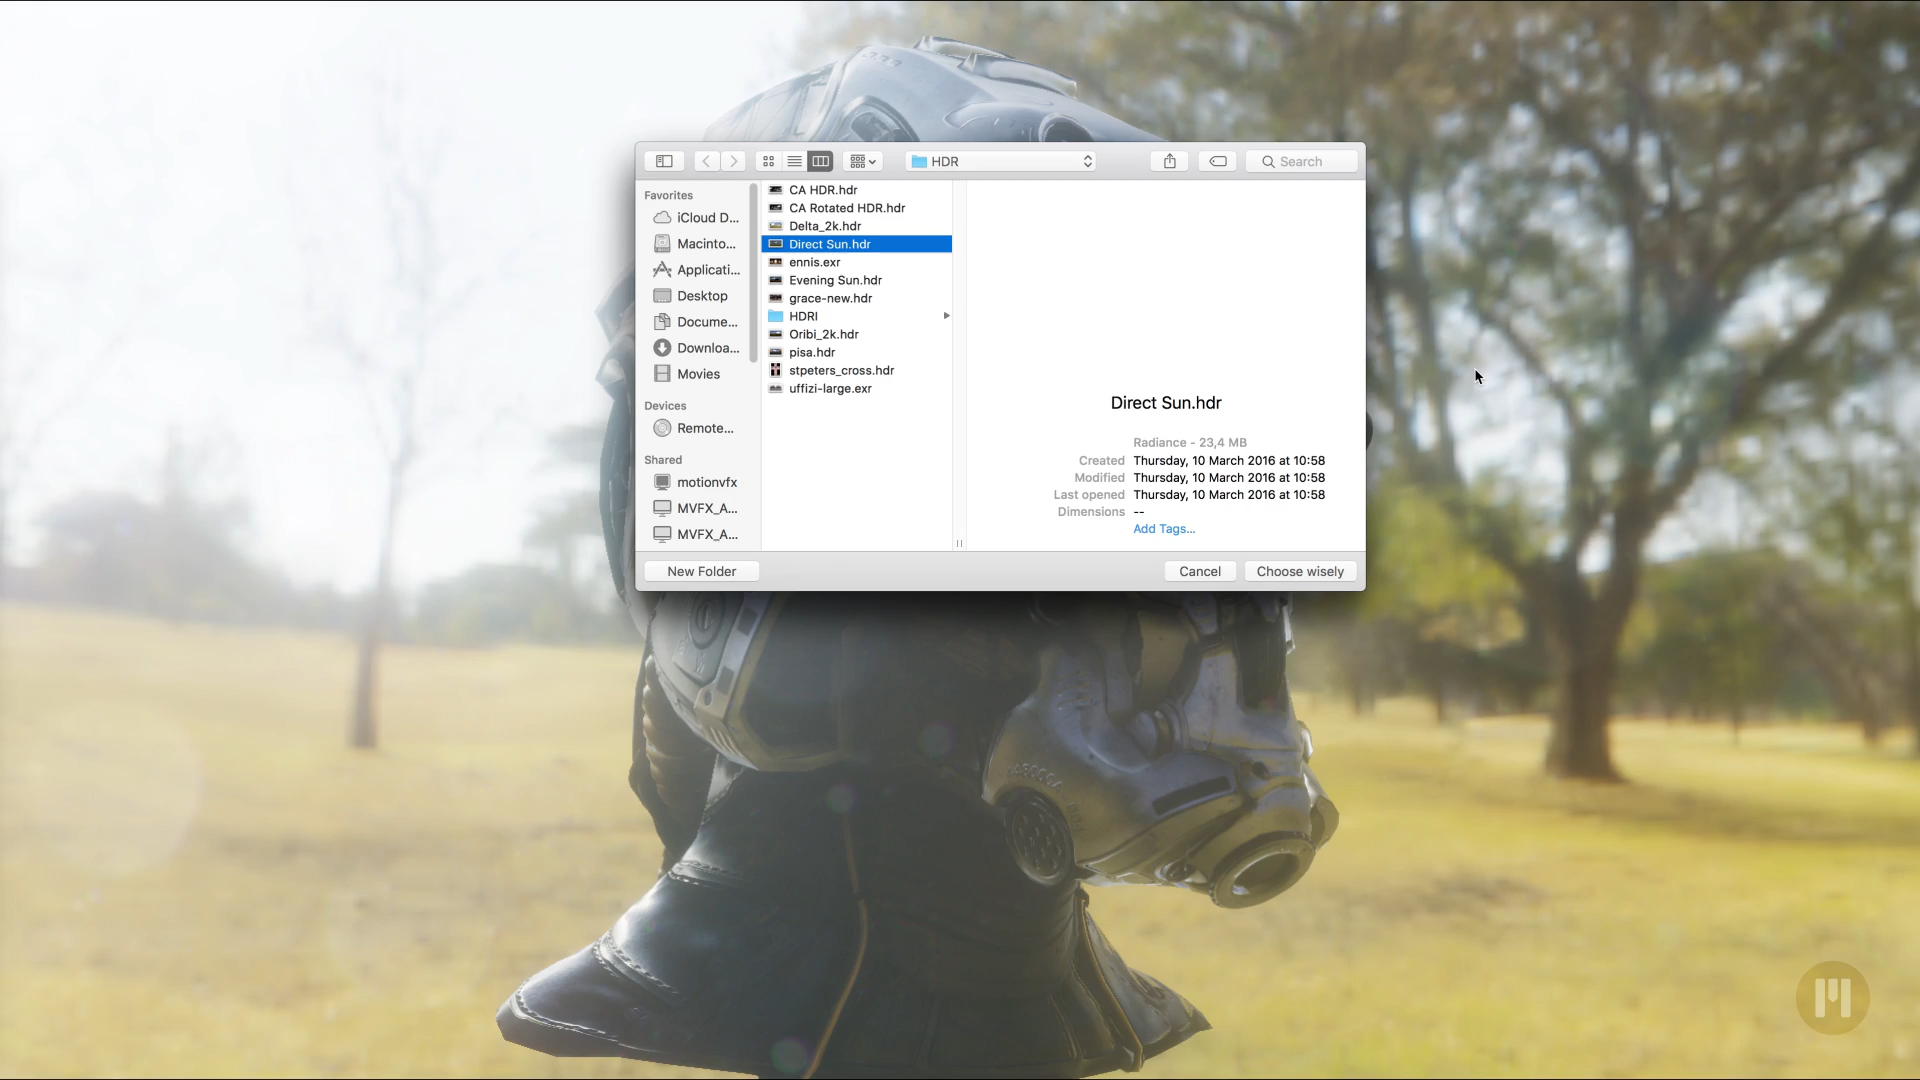 HDR
Search
Favorites
iCloud D...
Macinto...
Applicati...
Desktop
Docume...
Downloa...
Movies
Devices
Remote...
Shared
motionvfx
MVFX_A...
MVFX_A...
CA HDR.hdr
CA Rotated HDR.hdr
Delta_2k.hdr
Direct Sun.hdr
ennis.exr
Evening Sun.hdr
grace-new.hdr
HDRI
Oribi_2k.hdr
pisa.hdr
stpeters_cross.hdr
uffizi-large.exr
Direct Sun.hdr
Radiance - 23,4 MB
Created Thursday, 10 March 2016 at 10:58
Modified Thursday, 10 March 2016 at 10:58
Last opened Thursday, 10 March 2016 at 10:58
Dimensions --
Add Tags...
New Folder
Cancel
Choose wisely